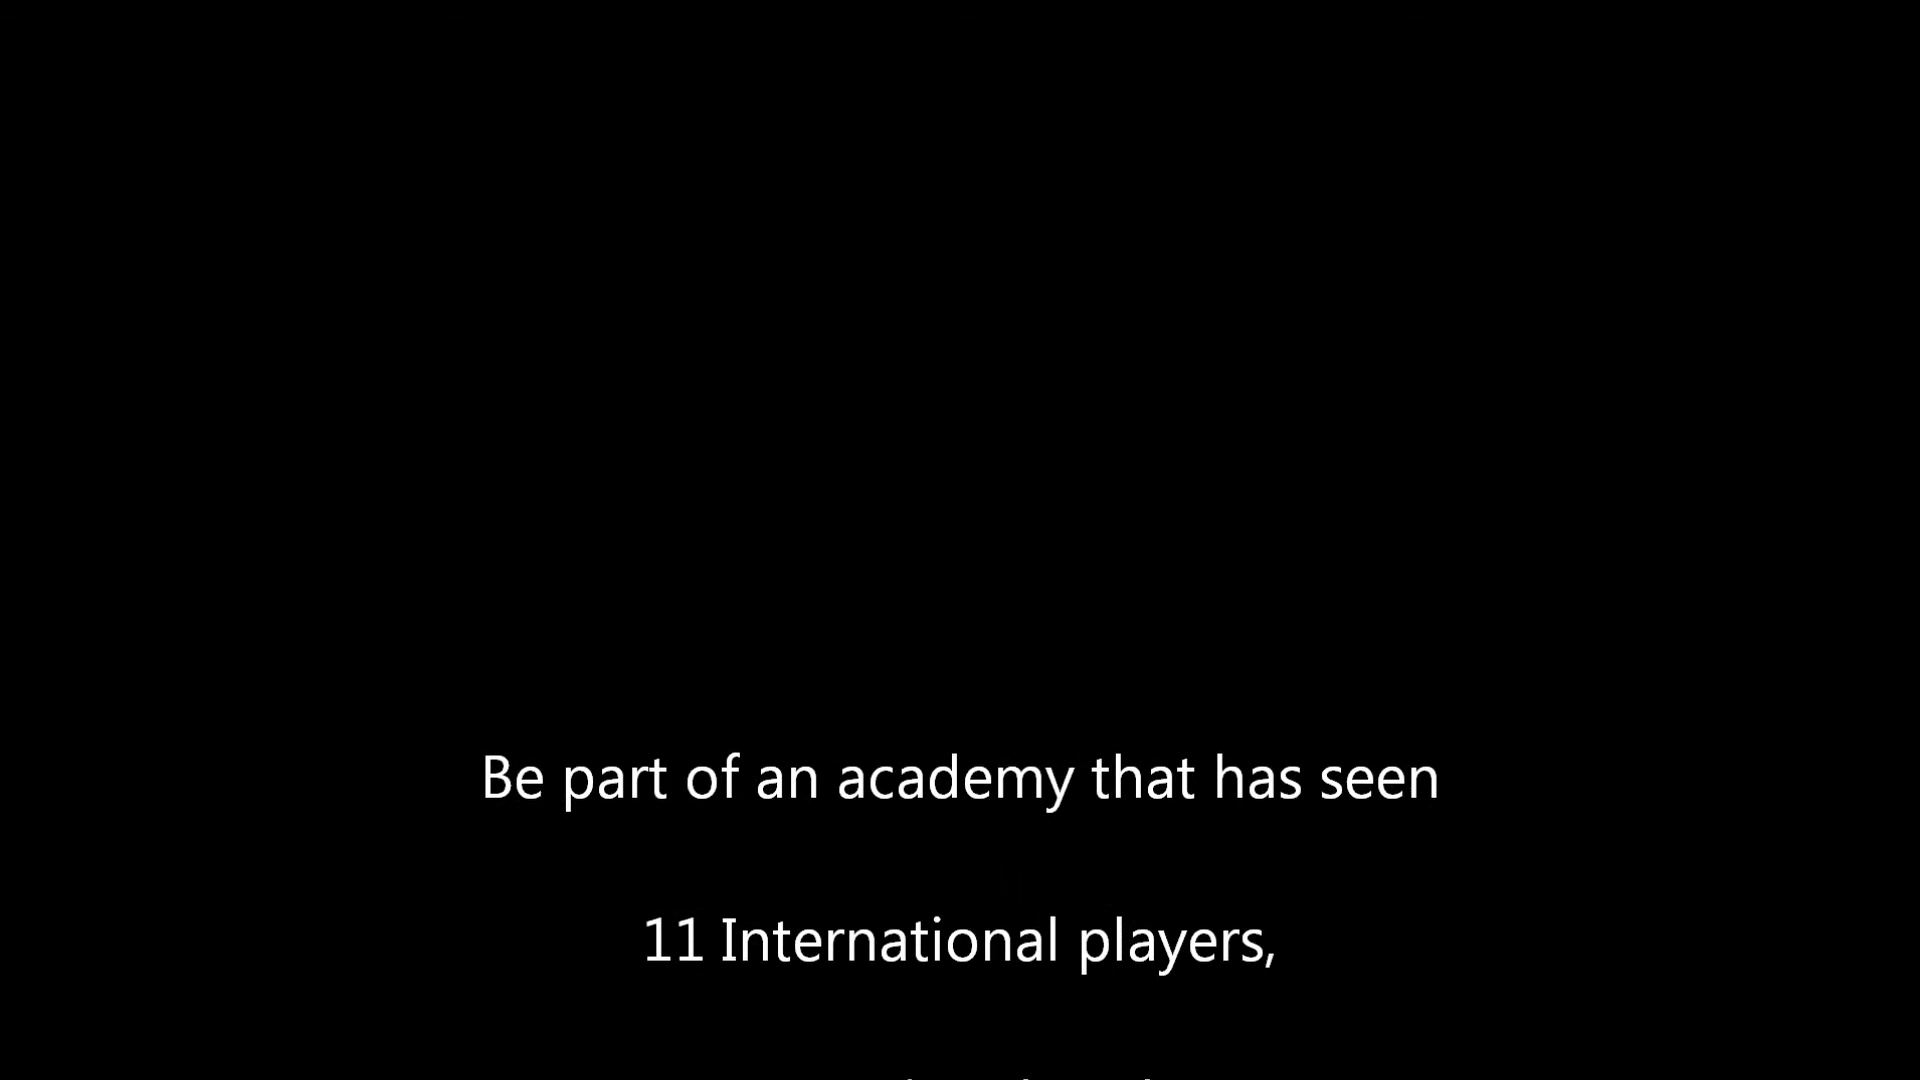 Be part of an academy that has seen
11 International players,